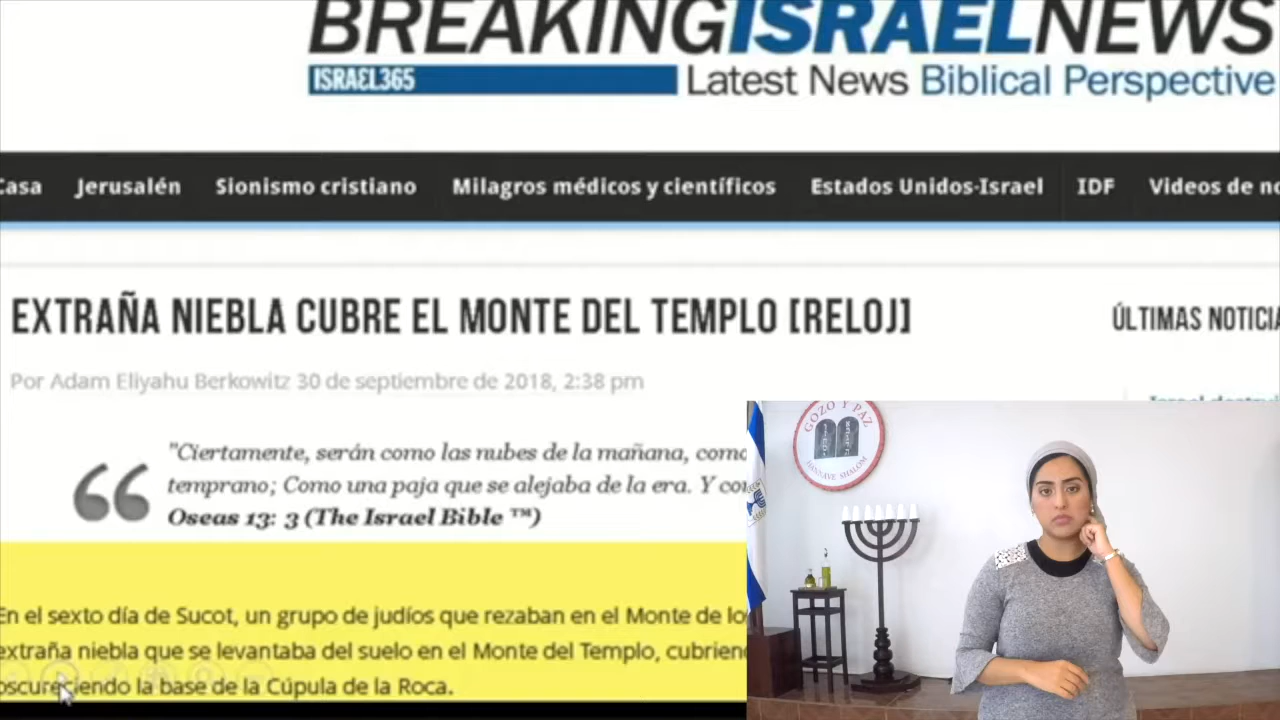 BREAKINGISRAELNEWS
ISRAEL365
Latest News Biblical Perspective
Casa Jerusalén Sionismo cristiano Milagros médicos y científicos Estados Unidos-Israel IDF Videos de
EXTRAÑA NIEBLA CUBRE EL MONTE DEL TEMPLO [RELOJ]
ÚLTIMAS
Por Adam Eliyahu Berkowitz 30 de septiembre de 2018, 2:38 pm
"Ciertamente, serán como las nubes de la mañana, como
temprano; Como una paja que se alejaba de la era. Y
Oseas 13: 3 (The Israel Bible ™)
En el sexto día de Sucot, un grupo de judíos que rezaban en el Monte de
extraña niebla que se levantaba del suelo en el Monte del Templo,
oscureciendo la base de la Cúpula de la Roca.
GOZO Y PAZ
SHALOM